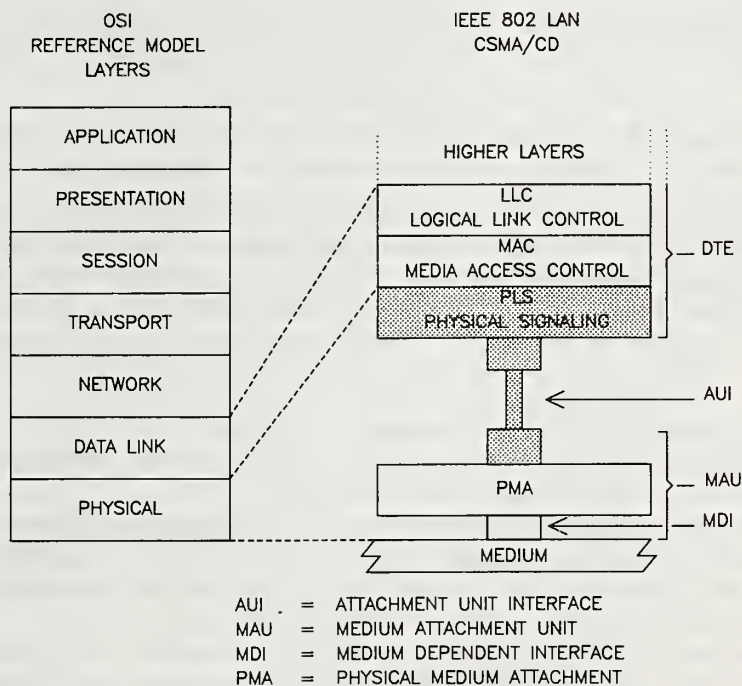 OSI
REFERENCE MODEL
LAYERS
APPLICATION
PRESENTATION
SESSION
TRANSPORT
NETWORK
DATA LINK
PHYSICAL
IEEE 802 LAN
CSMA/CD
HIGHER LAYERS
LLC
LOGICAL LINK CONTROL
MAC
MEDIA ACCESS CONTROL
PLS
PHYSICAL SIGNALING
DTE
AUI
PMA
MAU
MDI
MEDIUM
AUI = ATTACHMENT UNIT INTERFACE
MAU = MEDIUM ATTACHMENT UNIT
MDI = MEDIUM DEPENDENT INTERFACE
PMA = PHYSICAL MEDIUM ATTACHMENT